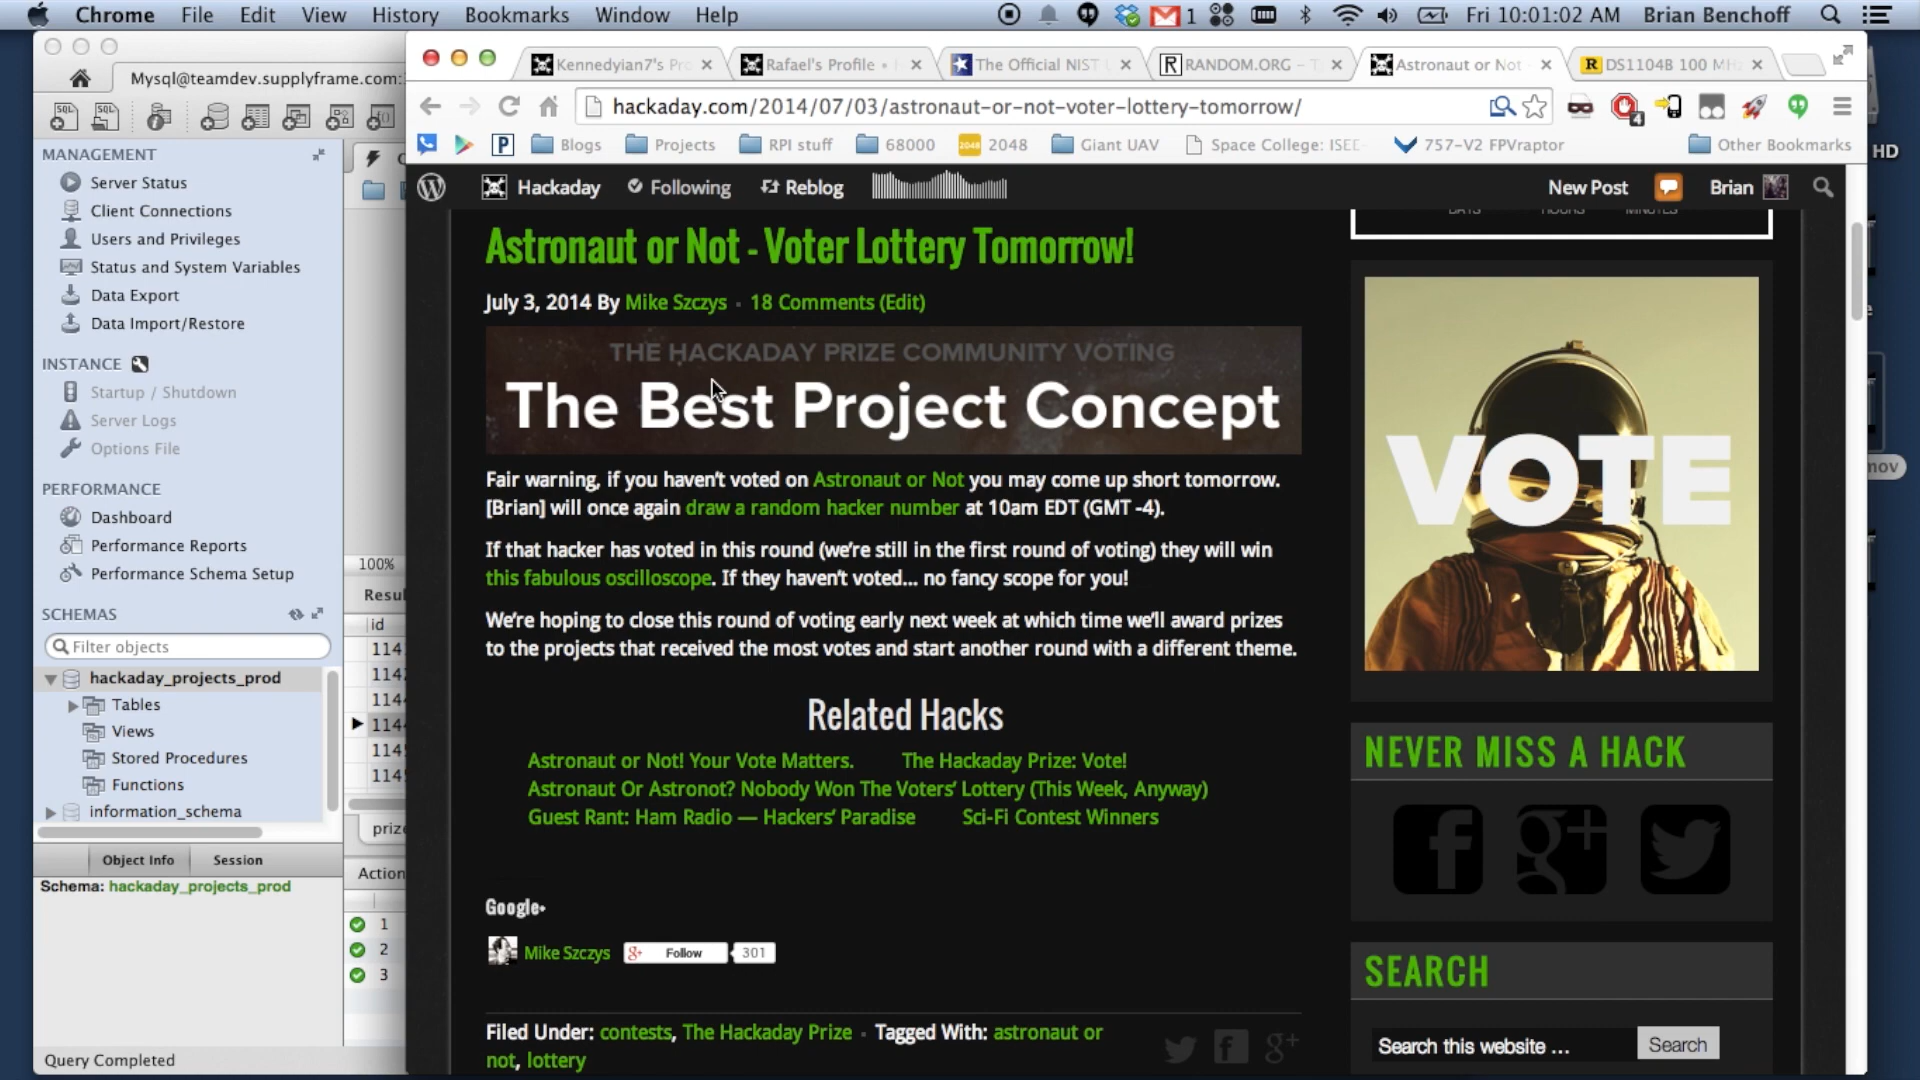 Chrome File Edit View History Bookmarks Window Help 1 Fri 10:01:02 AM Brian Benchoff
Mysql@teamdev.supplyframe.com:
MANAGEMENT
Server Status
Client Connections
Users and Privileges
Status and System Variables
Data Export
Data Import/Restore
INSTANCE
Startup / Shutdown
Server Logs
Options File
PERFORMANCE
Dashboard
Performance Reports
Performance Schema Setup
SCHEMAS
Filter objects
hackaday_projects_prod
Tables
Views
Stored Procedures
Functions
information_schema
Object Info Session
Schema: hackaday_projects_prod
Query Completed
100%
id
1142
Action
1
2
3
Kennedyian7's Pro Rafael's Profile • The Official NIST RANDOM.ORG – T Astronaut or Not DS1104B 100 MHz
hackaday.com/2014/07/03/astronaut-or-not-voter-lottery-tomorrow/
4
Blogs Projects RPI stuff 68000 2048 2048 Giant UAV Space College: ISEE 757-V2 FPVraptor Other Bookmarks
Hackaday Following Reblog New Post Brian
DAYS HOURS MINUTES
Astronaut or Not – Voter Lottery Tomorrow!
July 3, 2014 By Mike Szczys • 18 Comments (Edit)
THE HACKADAY PRIZE COMMUNITY VOTING
The Best Project Concept
Fair warning, if you haven't voted on Astronaut or Not you may come up short tomorrow.
[Brian] will once again draw a random hacker number at 10am EDT (GMT -4).
If that hacker has voted in this round (we're still in the first round of voting) they will win
this fabulous oscilloscope. If they haven't voted... no fancy scope for you!
We're hoping to close this round of voting early next week at which time we'll award prizes
to the projects that received the most votes and start another round with a different theme.
Related Hacks
Astronaut or Not! Your Vote Matters. The Hackaday Prize: Vote!
Astronaut Or Astronot? Nobody Won The Voters' Lottery (This Week, Anyway)
Guest Rant: Ham Radio — Hackers' Paradise Sci-Fi Contest Winners
Google+
Mike Szczys g+ Follow 301
Filed Under: contests, The Hackaday Prize • Tagged With: astronaut or
not, lottery
VOTE
NEVER MISS A HACK
SEARCH
Search this website ... Search
HD
mov